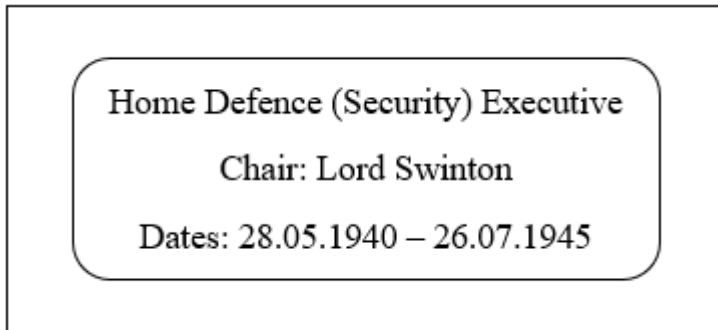 Home Defence (Security) Executive
Chair: Lord Swinton
Dates: 28.05.1940 – 26.07.1945